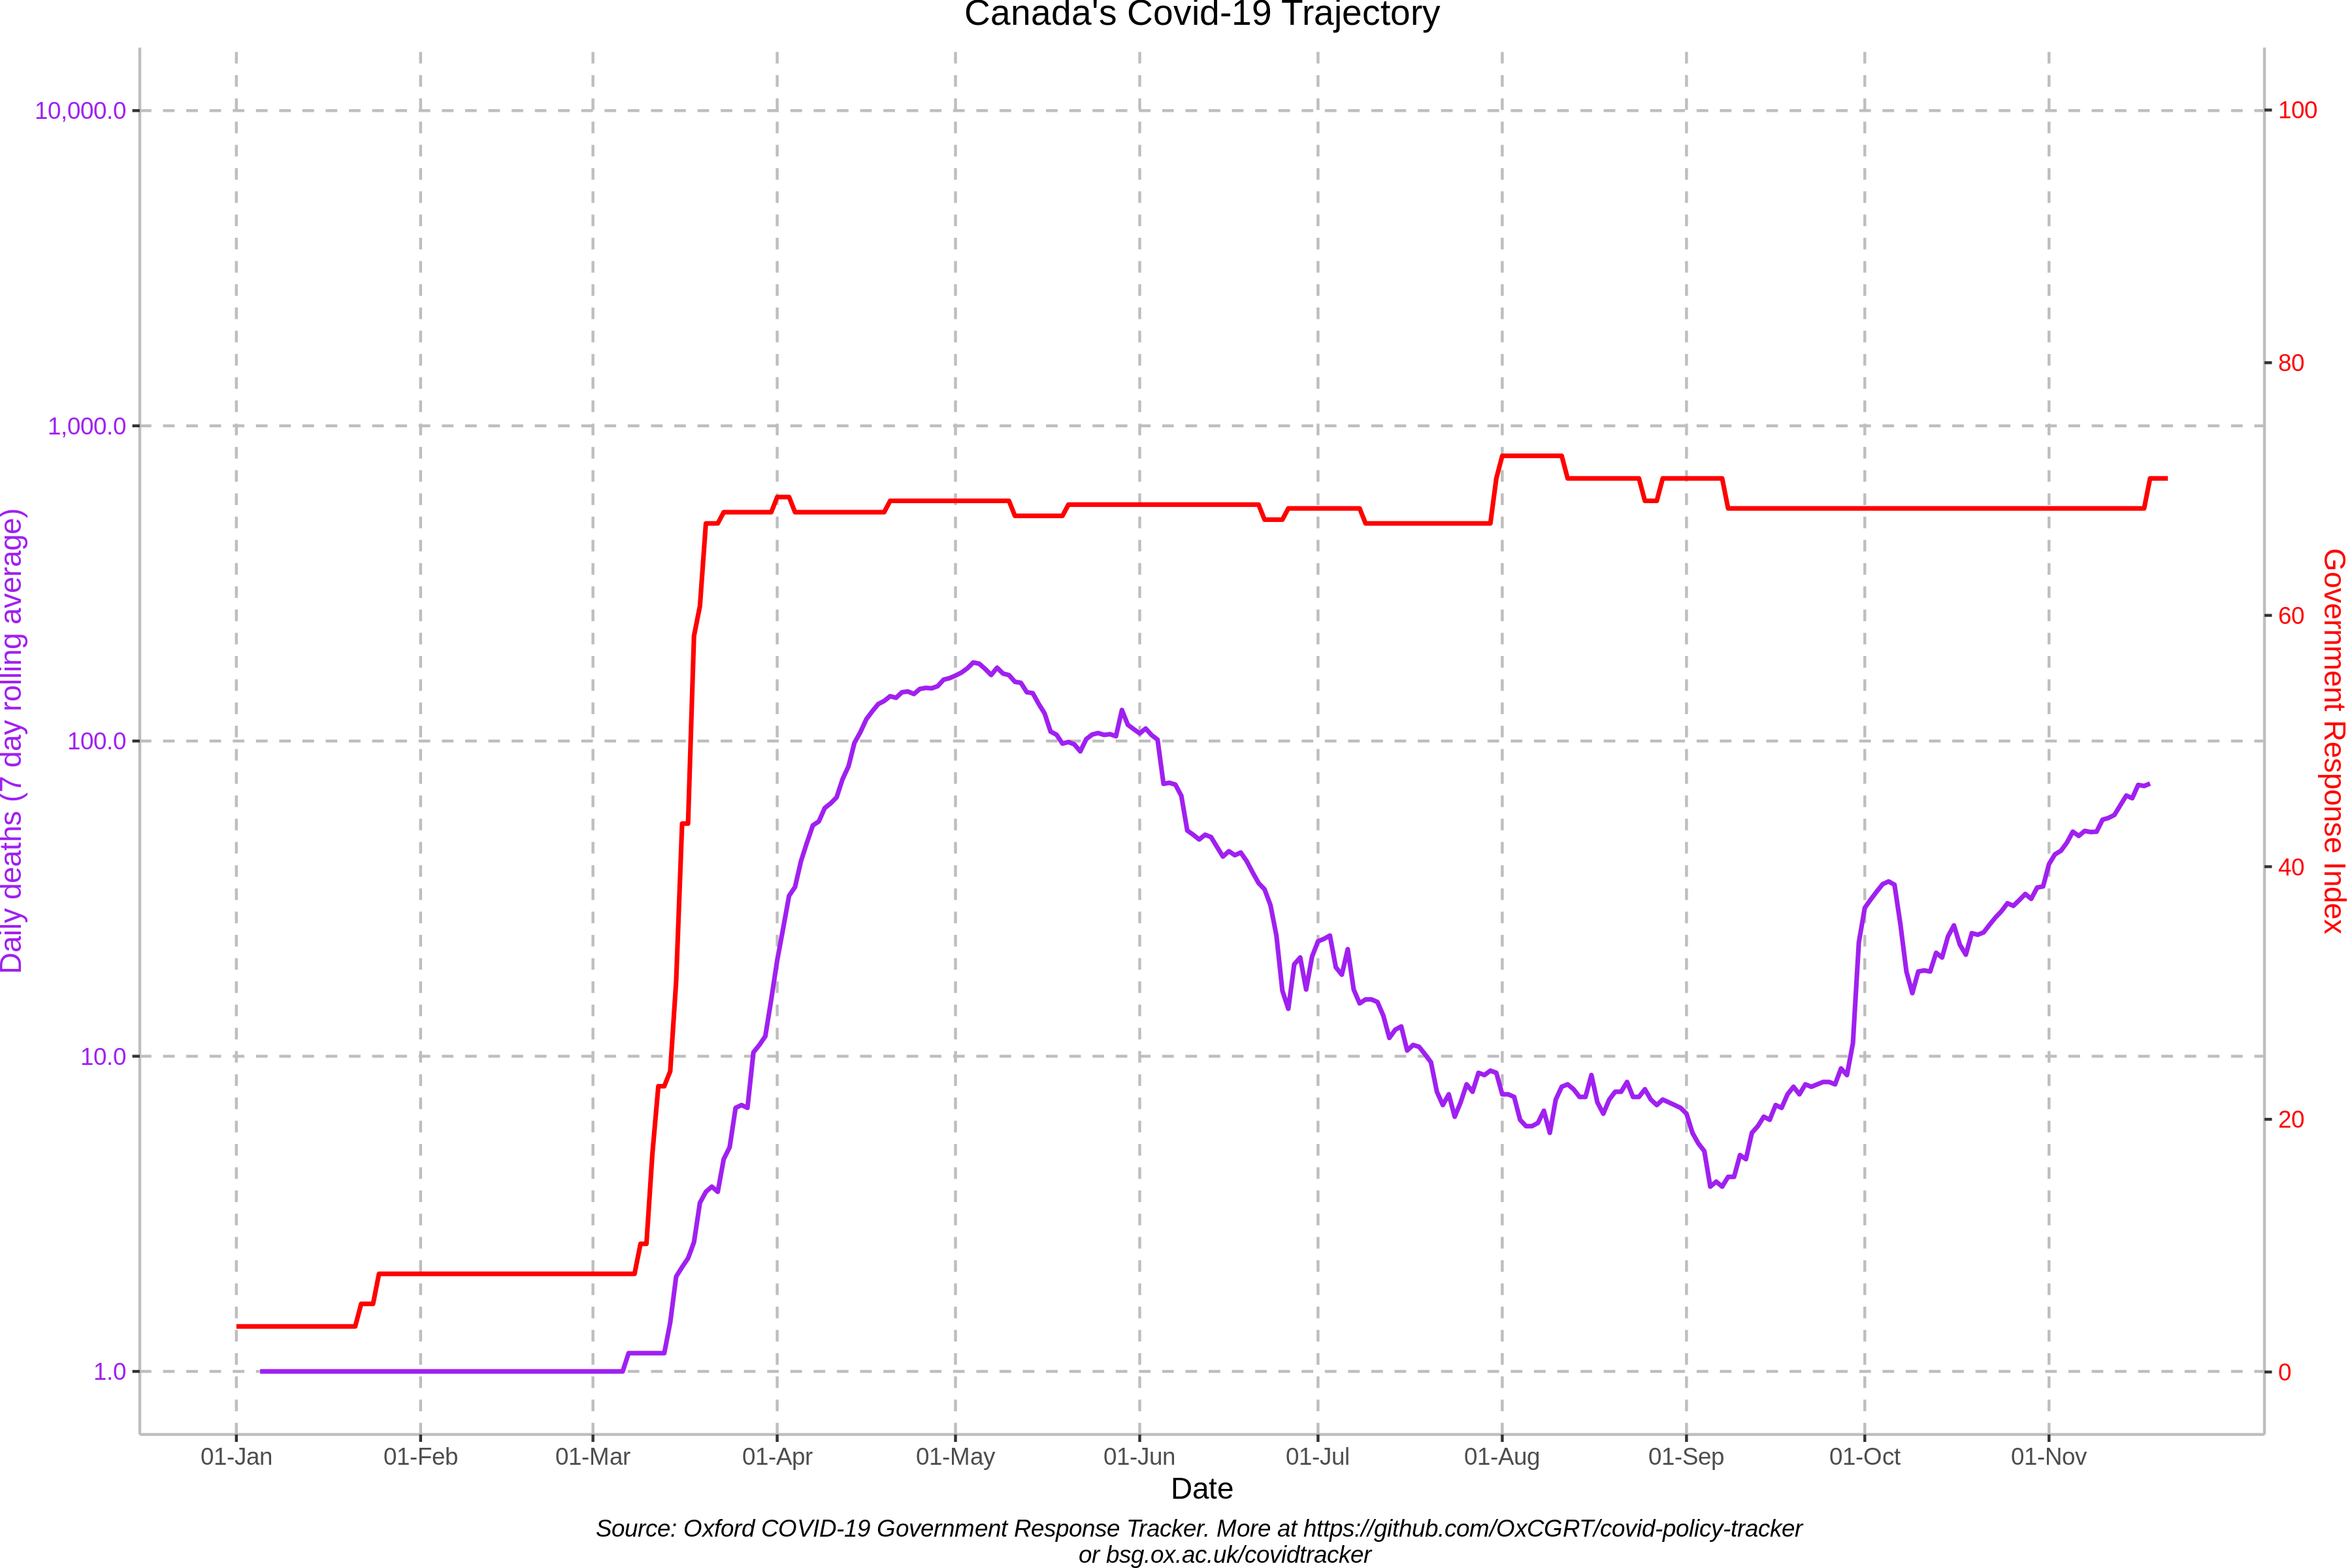 Canada's Covid-19 Trajectory
10,000.0
1,000.0
100.0
10.0
1.0
Daily deaths (7 day rolling average)
100
80
60
40
20
0
Government Response Index
01-Jan
01-Feb
01-Mar
01-Apr
01-May
01-Jun
01-Jul
01-Aug
01-Sep
01-Oct
01-Nov
Date
Source: Oxford COVID-19 Government Response Tracker. More at https://github.com/OxCGRT/covid-policy-tracker
or bsg.ox.ac.uk/covidtracker